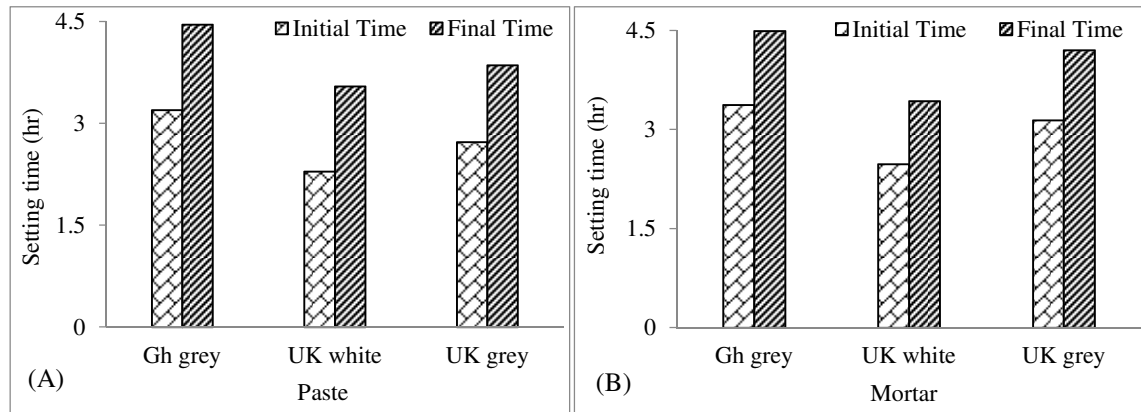 4.5
Initial Time Final Time
3
1.5
0
Setting time (hr)
Gh grey UK white UK grey
(A)
Paste
4.5
Initial Time Final Time
3
1.5
0
Setting time (hr)
Gh grey UK white UK grey
(B)
Mortar